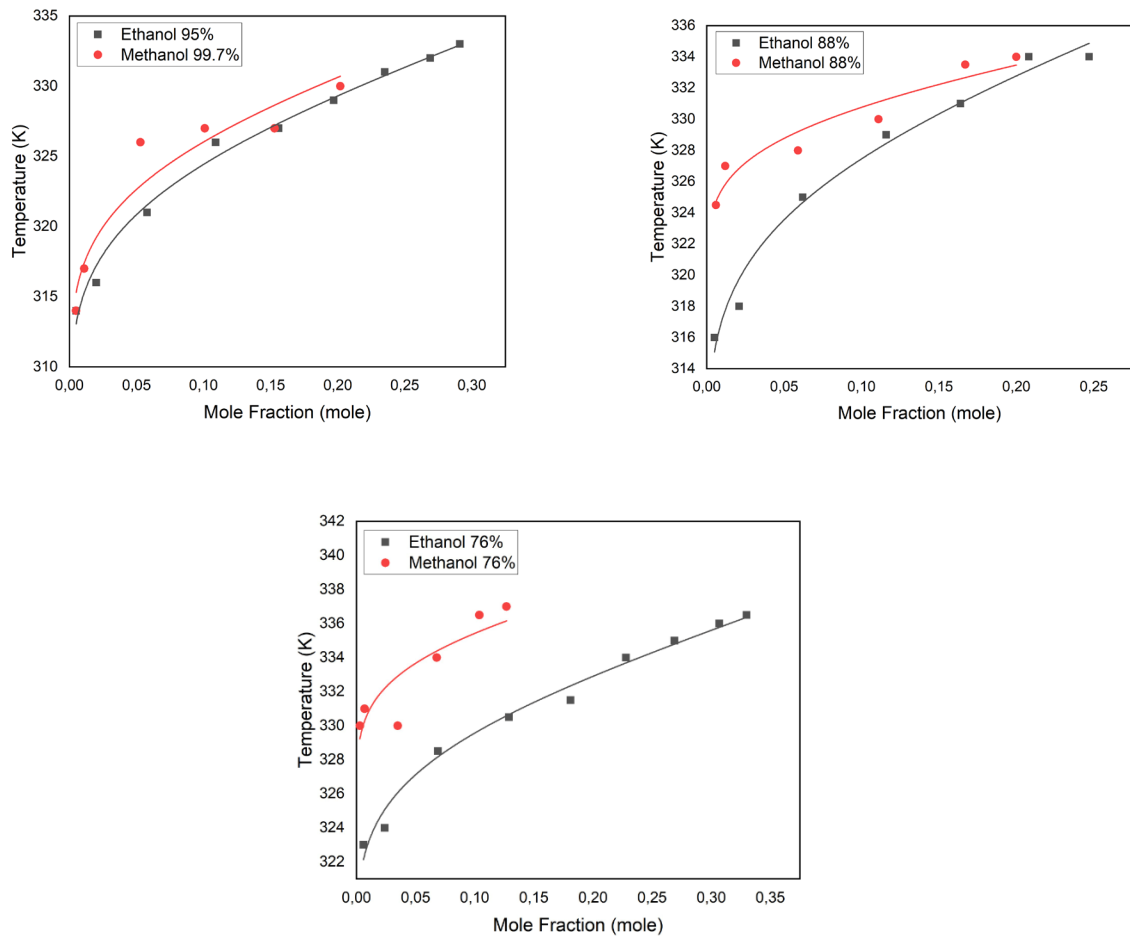 335
330
325
320
315
310
Temperature (K)
Ethanol 95%
Methanol 99.7%
0,00 0,05 0,10 0,15 0,20 0,25 0,30
Mole Fraction (mole)
336
334
332
330
328
326
324
322
320
318
316
314
Temperature (K)
Ethanol 88%
Methanol 88%
0,00 0,05 0,10 0,15 0,20 0,25
Mole Fraction (mole)
342
340
338
336
334
332
330
328
326
324
322
Temperature (K)
Ethanol 76%
Methanol 76%
0,00 0,05 0,10 0,15 0,20 0,25 0,30 0,35
Mole Fraction (mole)